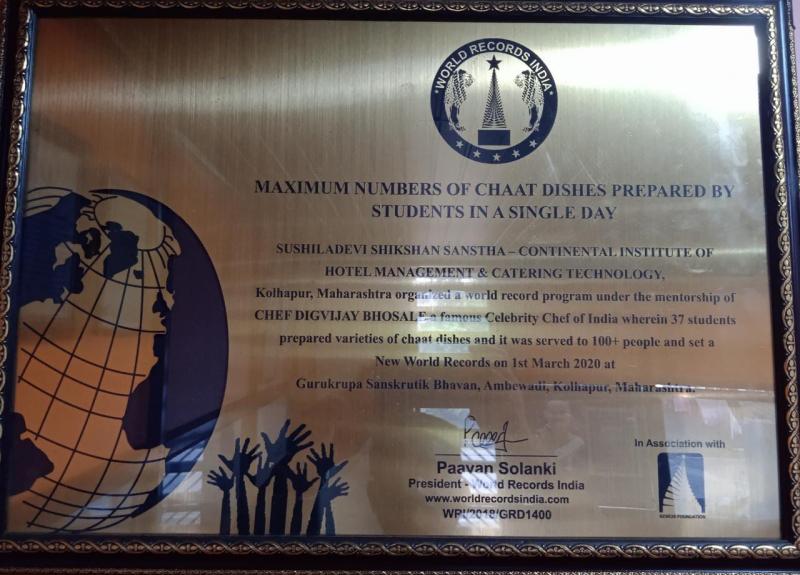 *WORLD RECORDS INDIA*
MAXIMUM NUMBERS OF CHAAT DISHES PREPARED BY
STUDENTS IN A SINGLE DAY
SUSHILADEVI SHIKSHAN SANSTHA – CONTINENTAL INSTITUTE OF
HOTEL MANAGEMENT & CATERING TECHNOLOGY,
Kolhapur, Maharashtra organized a world record program under the mentorship of
CHEF DIGVIJAY BHOSALE a famous Celebrity Chef of India wherein 37 students
prepared varieties of chaat dishes and it was served to 100+ people and set a
New World Records on 1st March 2020 at
Gurukrupa Sanskrutik Bhavan, Ambewadi, Kolhapur, Maharashtra.
Paavan Solanki
President - World Records India
www.worldrecordsindia.com
WRI/2018/GRD1400
In Association with